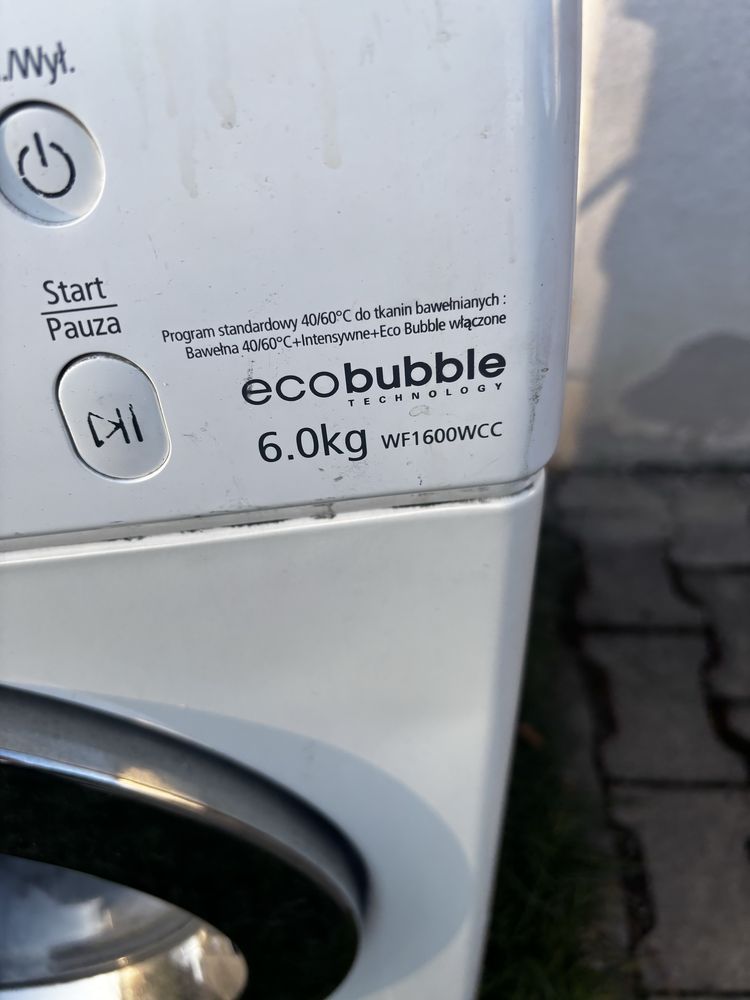 ./Wył.
Start
Pauza
Program standardowy 40/60°C do tkanin bawełnianych :
Bawełna 40/60°C+Intensywne+Eco Bubble włączone
ecobubble
TECHNOLOGY
6.0kg WF1600WCC